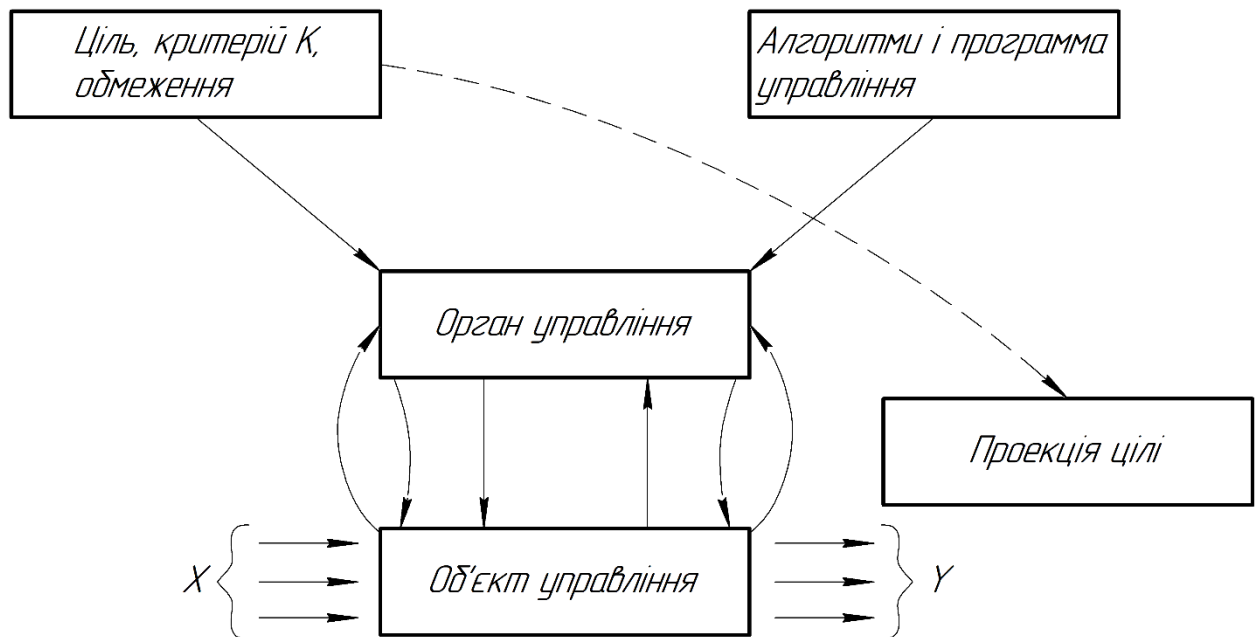 Ціль, критерій К,
обмеження
Алгоритми і программа
управління
Орган управління
Проекція цілі
Х
Об'єкт управління
Y